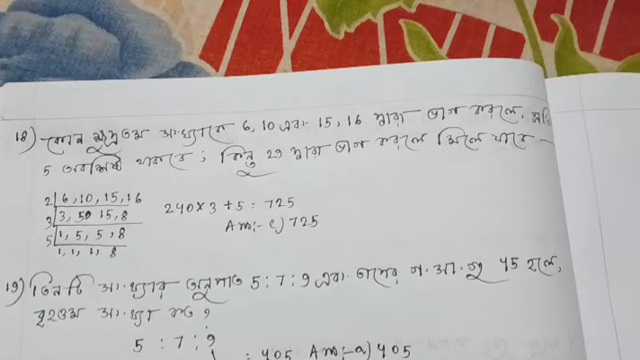 18) কোন ক্ষুদ্রতম সংখ্যাকে 6, 10 এবং 15, 16 দ্বারা ভাগ করলে,
5 অবশিষ্ট থাকবে ; কিন্তু 29 দ্বারা ভাগ করলে মিলে যাবে –
2 | 6, 10, 15, 16
3 | 3, 5 15, 8
5 | 1, 5, 5, 8
1, 1, 1, 8
240 x 3 + 5 = 725
Ans:- c) 725
19) তিনটি সংখ্যার অনুপাত 5 : 7 : 9 এবং তাদের গ. সা. গু 45 হলে,
বৃহত্তম সংখ্যা কত ?
5 : 7 : 9
= 405 Ans:- a) 405